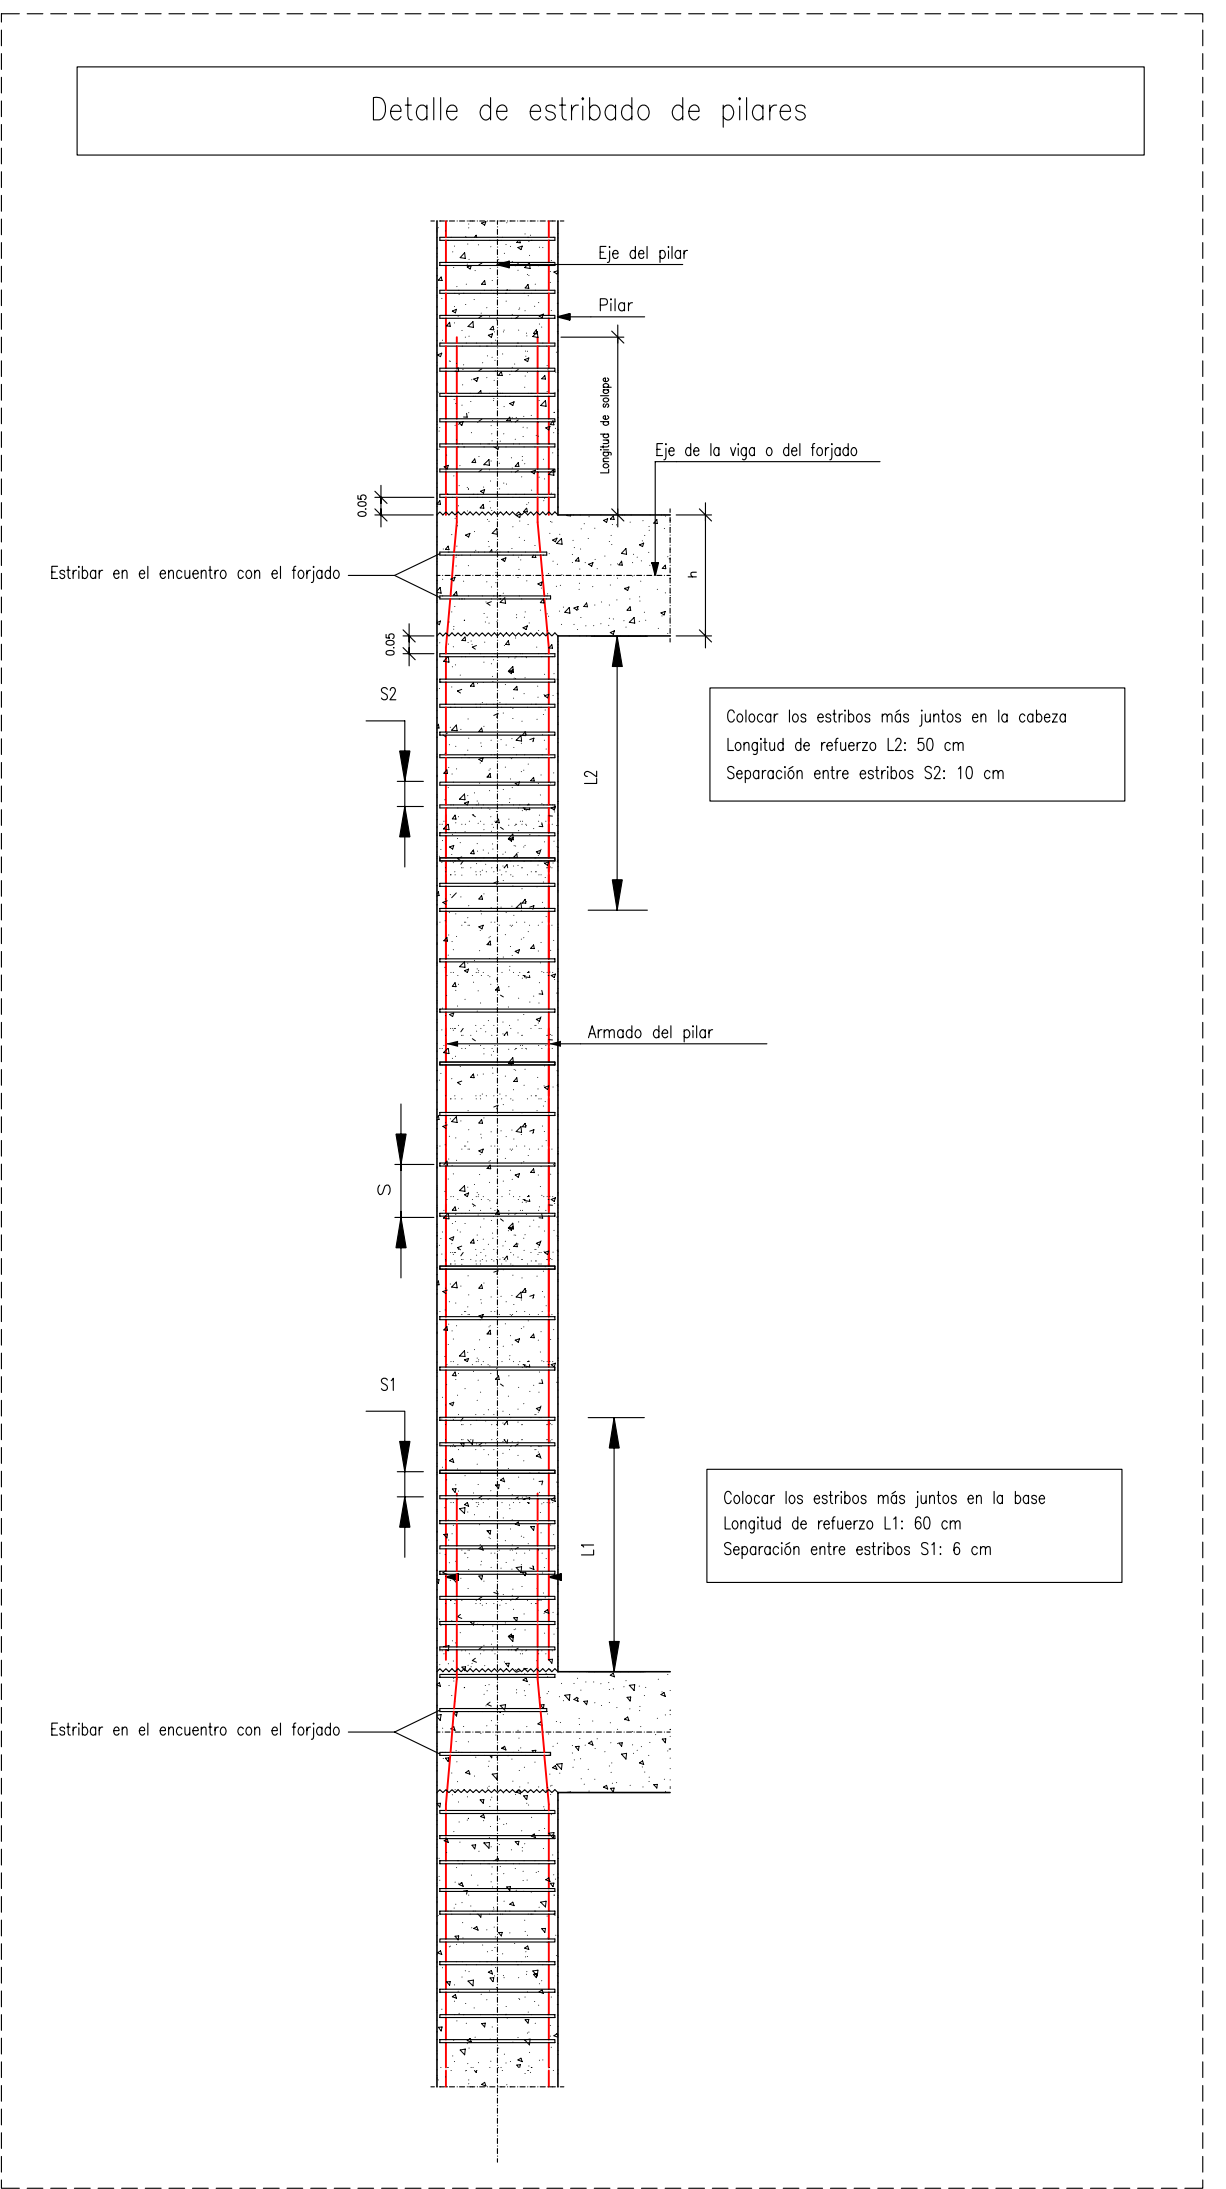 Detalle de estribado de pilares
Eje del pilar
Pilar
Longitud de solape
Eje de la viga o del forjado
0.05
Estribar en el encuentro con el forjado
h
0.05
S2
Colocar los estribos más juntos en la cabeza
Longitud de refuerzo L2: 50 cm
Separación entre estribos S2: 10 cm
L2
Armado del pilar
S
S1
Colocar los estribos más juntos en la base
Longitud de refuerzo L1: 60 cm
Separación entre estribos S1: 6 cm
L1
Estribar en el encuentro con el forjado